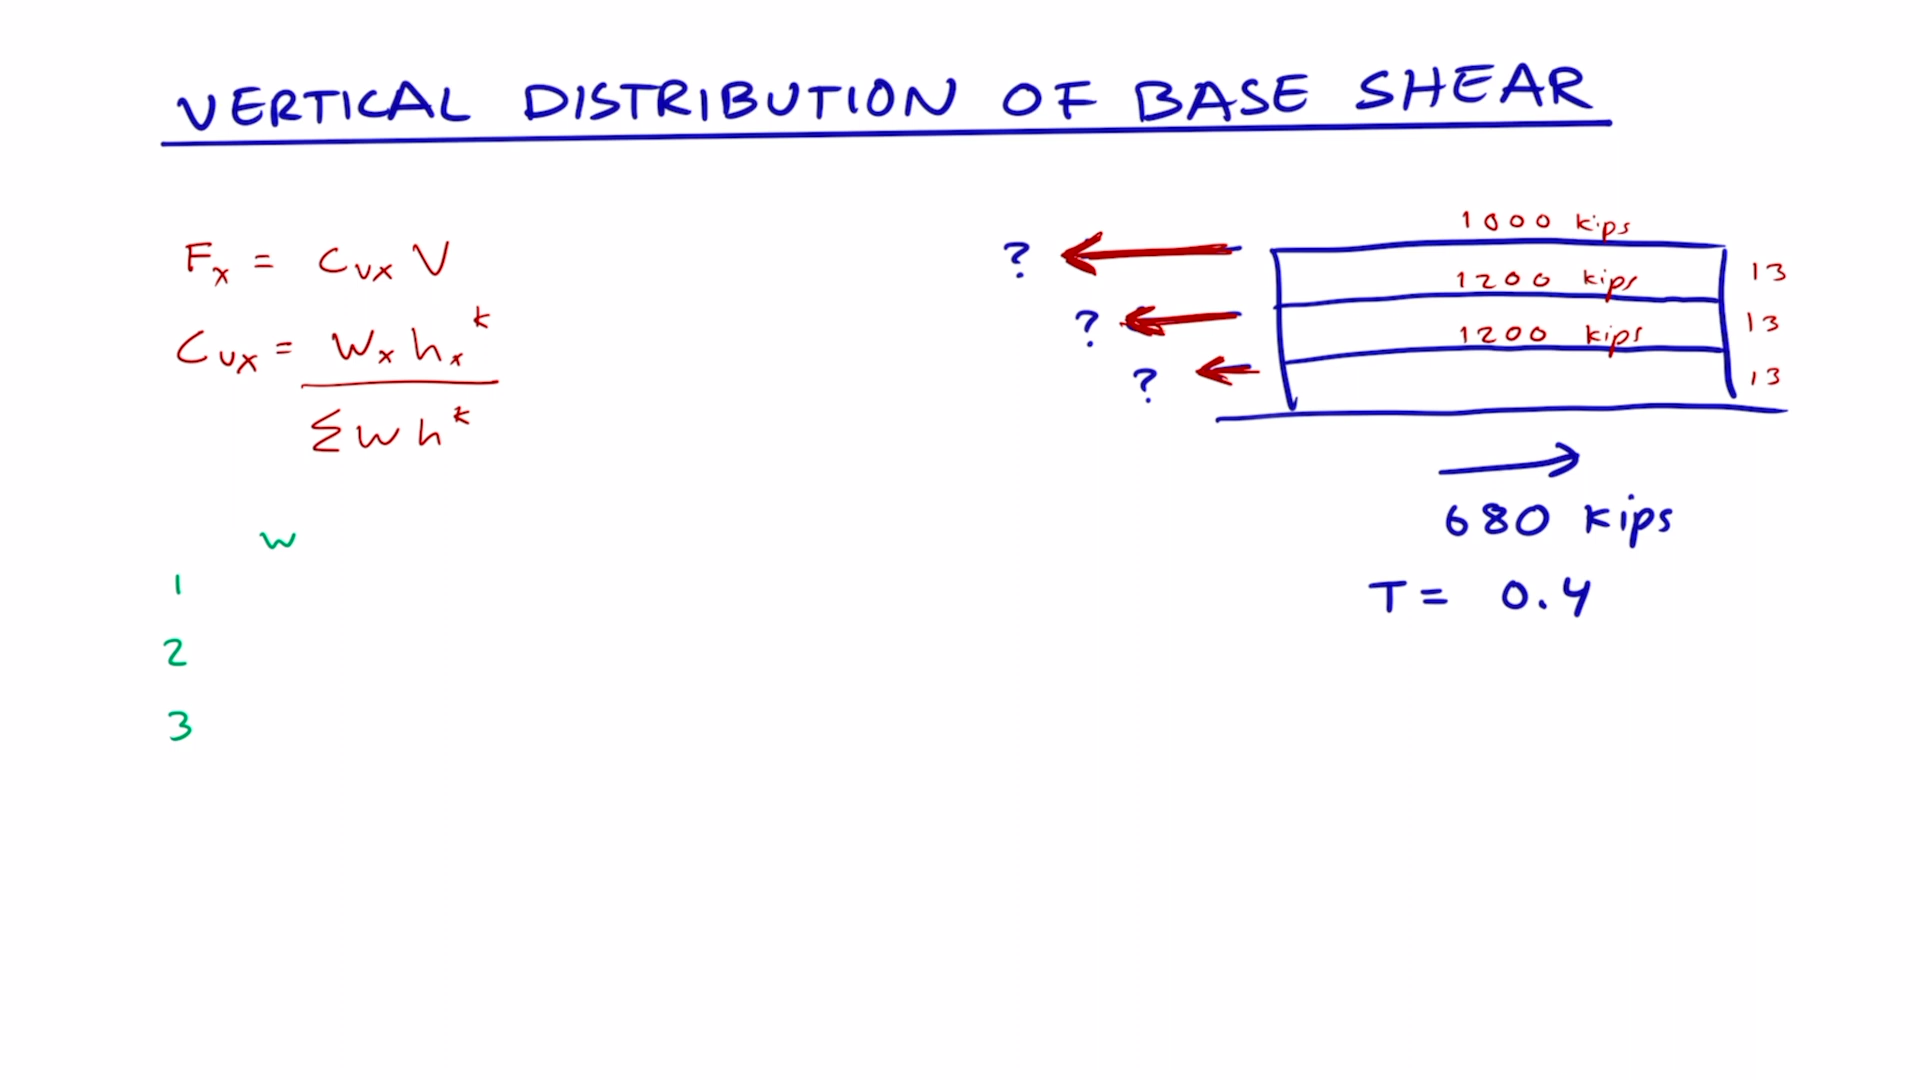 VERTICAL DISTRIBUTION OF BASE SHEAR
Fx = Cvx V
Cvx = Wx hx^k
Σ w h^k
1000 kips
? 1200 kips 13
? 1200 kips 13
? 13
680 kips
T = 0.4
w
1
2
3